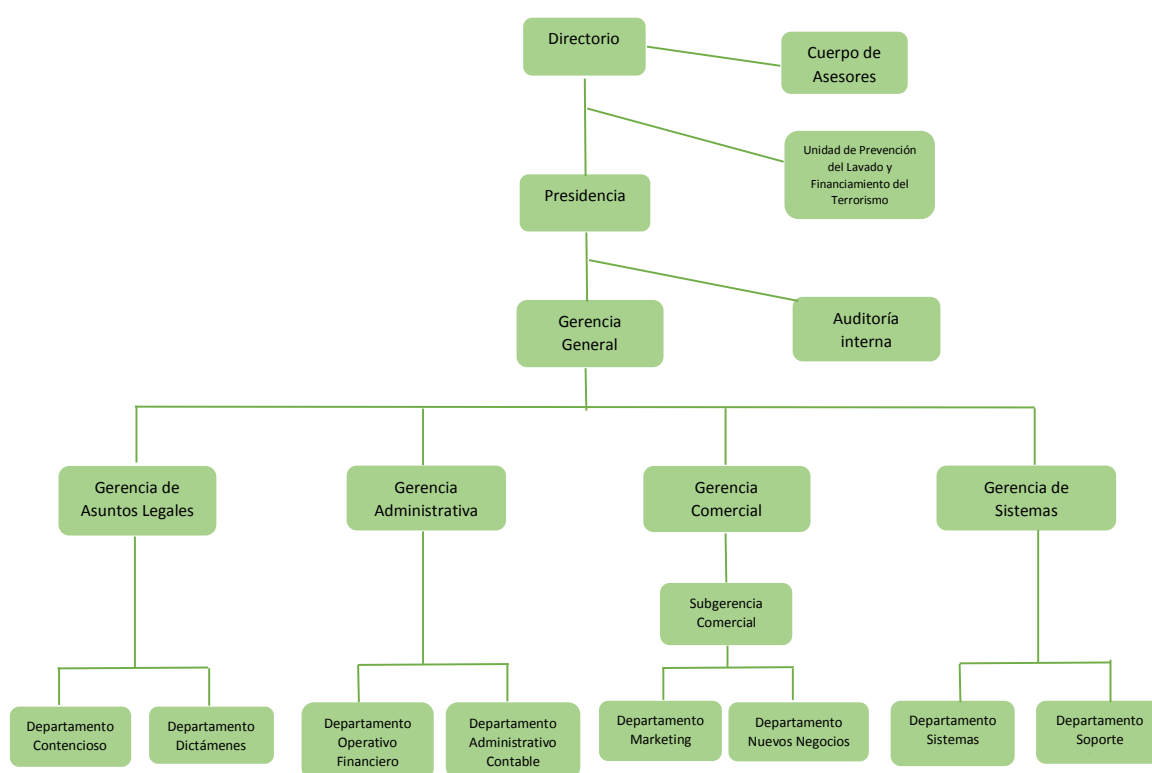 Directorio
Cuerpo de
Asesores
Unidad de Prevención
del Lavado y
Financiamiento del
Terrorismo
Presidencia
Gerencia
General
Auditoría
interna
Gerencia de
Asuntos Legales
Gerencia
Administrativa
Gerencia
Comercial
Gerencia de
Sistemas
Subgerencia
Comercial
Departamento
Contencioso
Departamento
Dictámenes
Departamento
Operativo
Financiero
Departamento
Administrativo
Contable
Departamento
Marketing
Departamento
Nuevos Negocios
Departamento
Sistemas
Departamento
Soporte